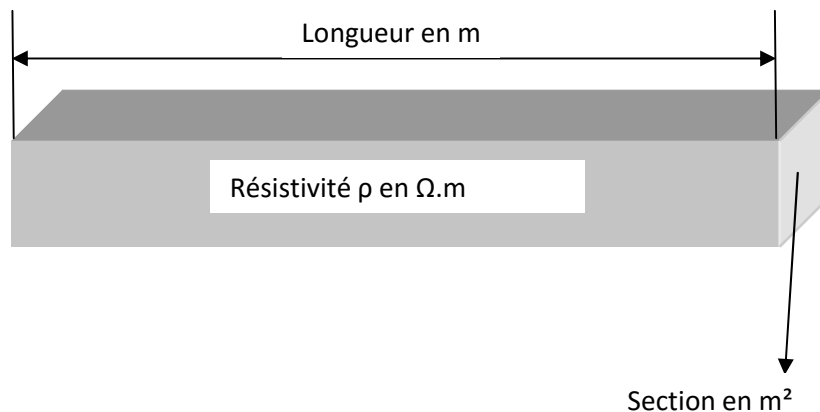 Longueur en m
Résistivité ρ en Ω.m
Section en m²